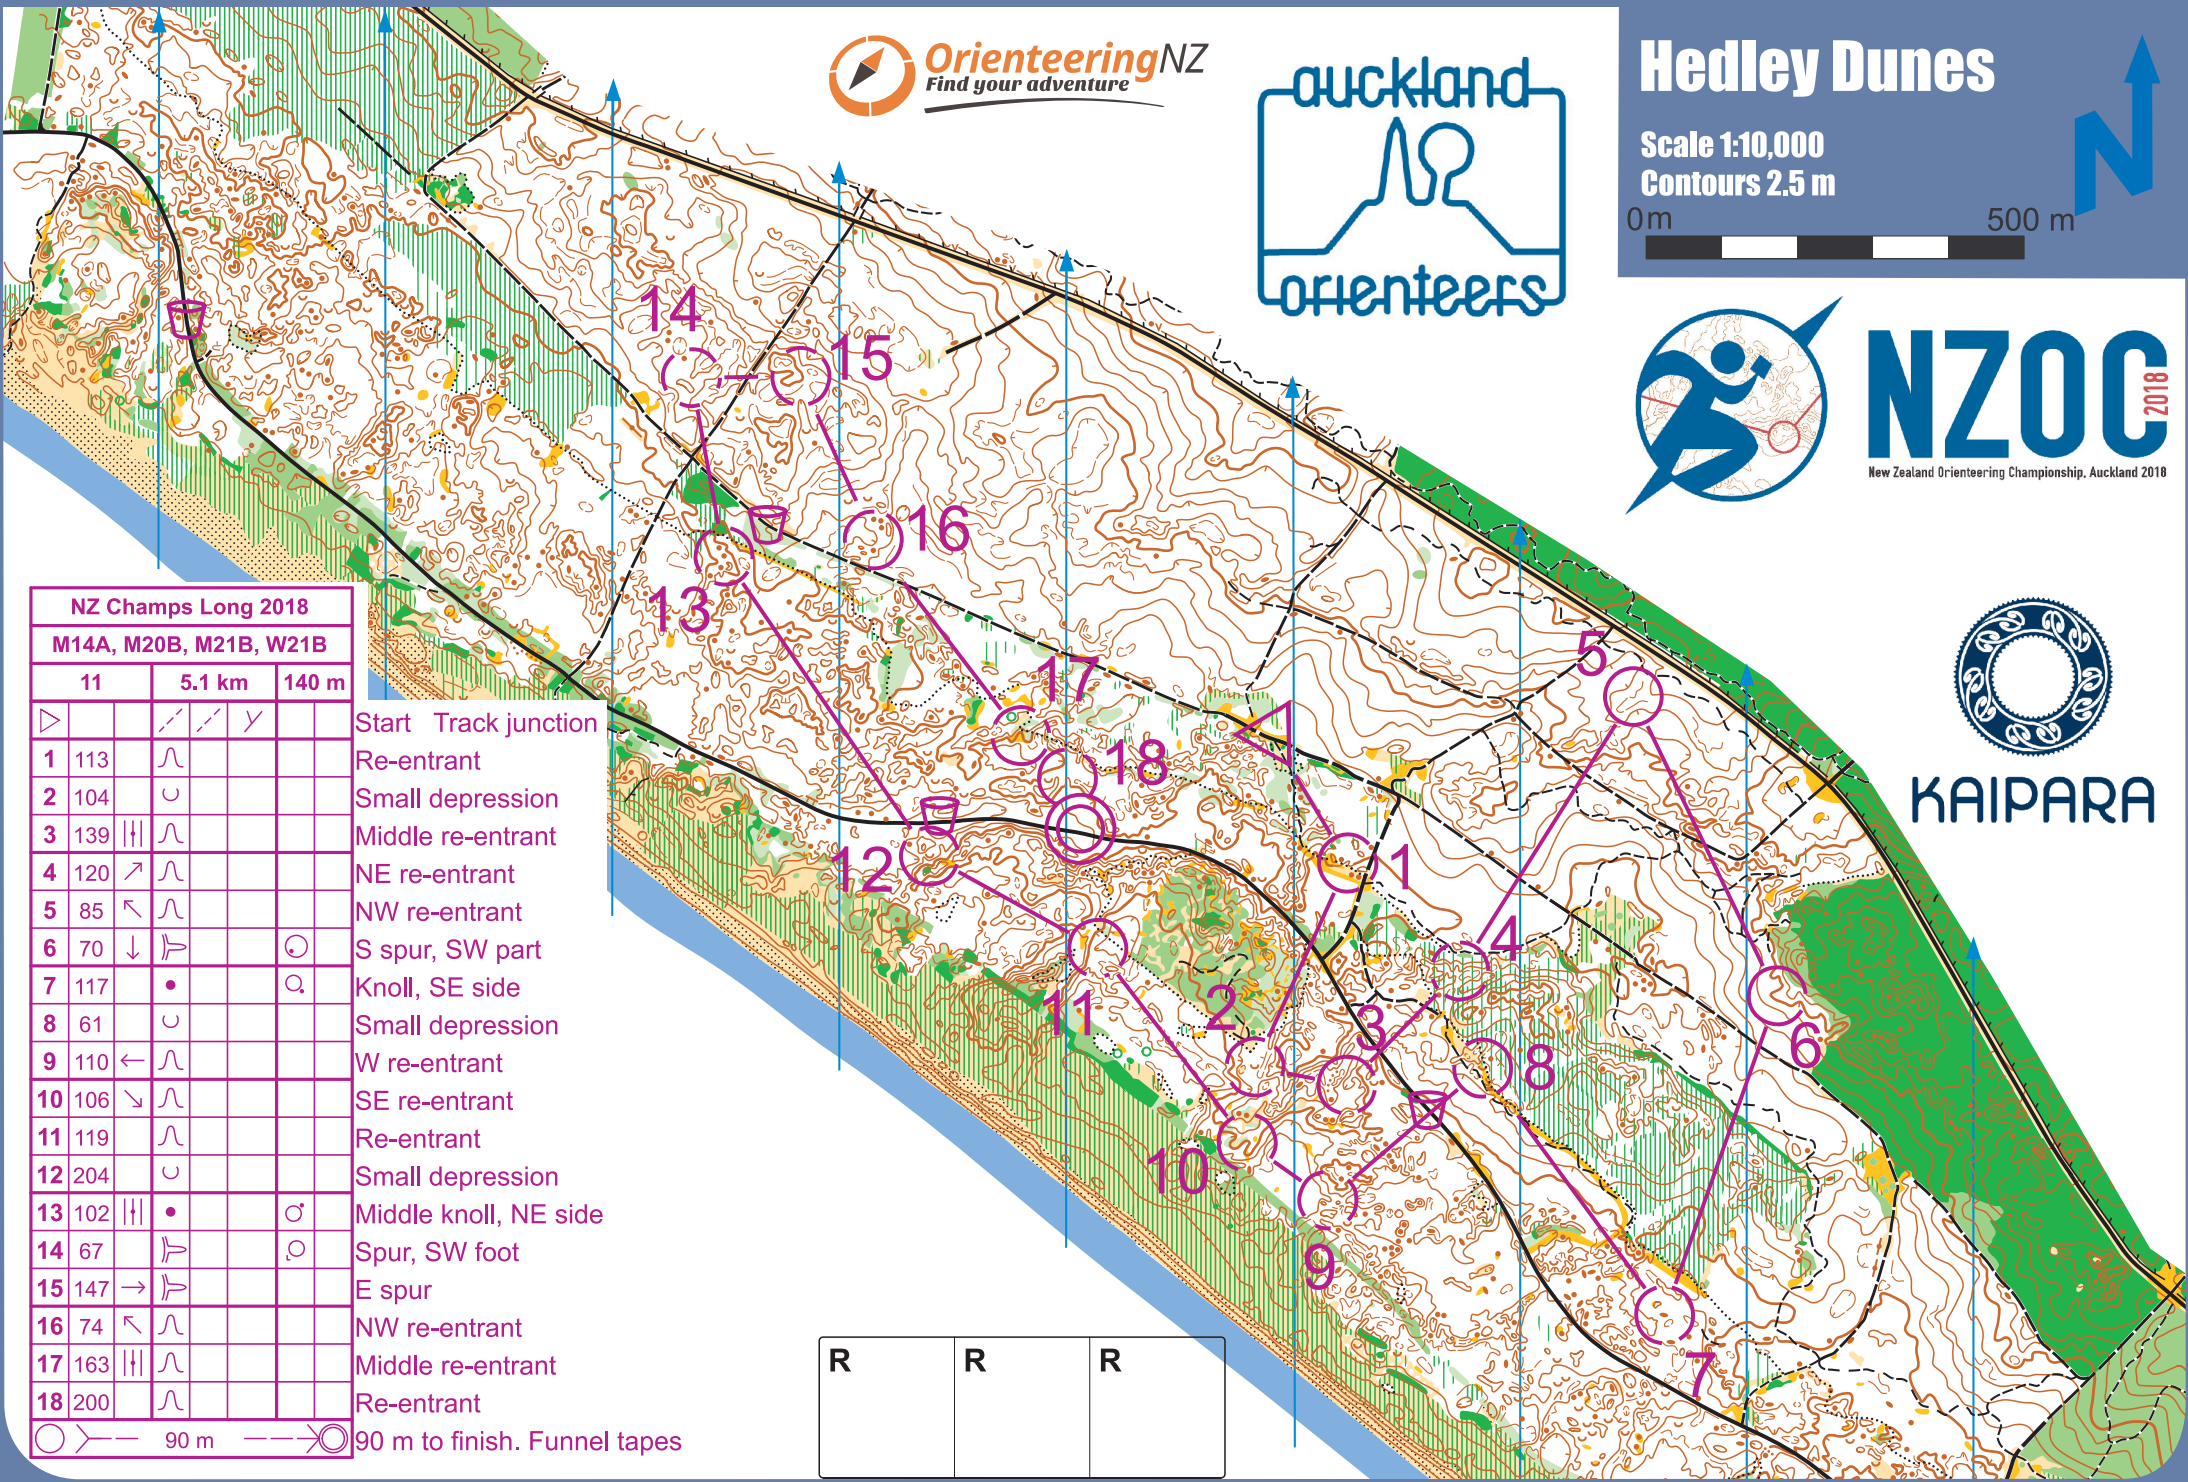 OrienteeringNZ
Find your adventure
auckland
orienteers
Hedley Dunes
Scale 1:10,000
Contours 2.5 m
0m 500 m
N
NZOC 2018
New Zealand Orienteering Championship, Auckland 2018
KAIPARA
14
15
16
13
17
18
5
12
1
4
11
2
3
8
6
10
9
7
NZ Champs Long 2018
M14A, M20B, M21B, W21B
11 5.1 km 140 m
Start Track junction
1 113 Re-entrant
2 104 Small depression
3 139 Middle re-entrant
4 120 NE re-entrant
5 85 NW re-entrant
6 70 S spur, SW part
7 117 Knoll, SE side
8 61 Small depression
9 110 W re-entrant
10 106 SE re-entrant
11 119 Re-entrant
12 204 Small depression
13 102 Middle knoll, NE side
14 67 Spur, SW foot
15 147 E spur
16 74 NW re-entrant
17 163 Middle re-entrant
18 200 Re-entrant
90 m 90 m to finish. Funnel tapes
R R R